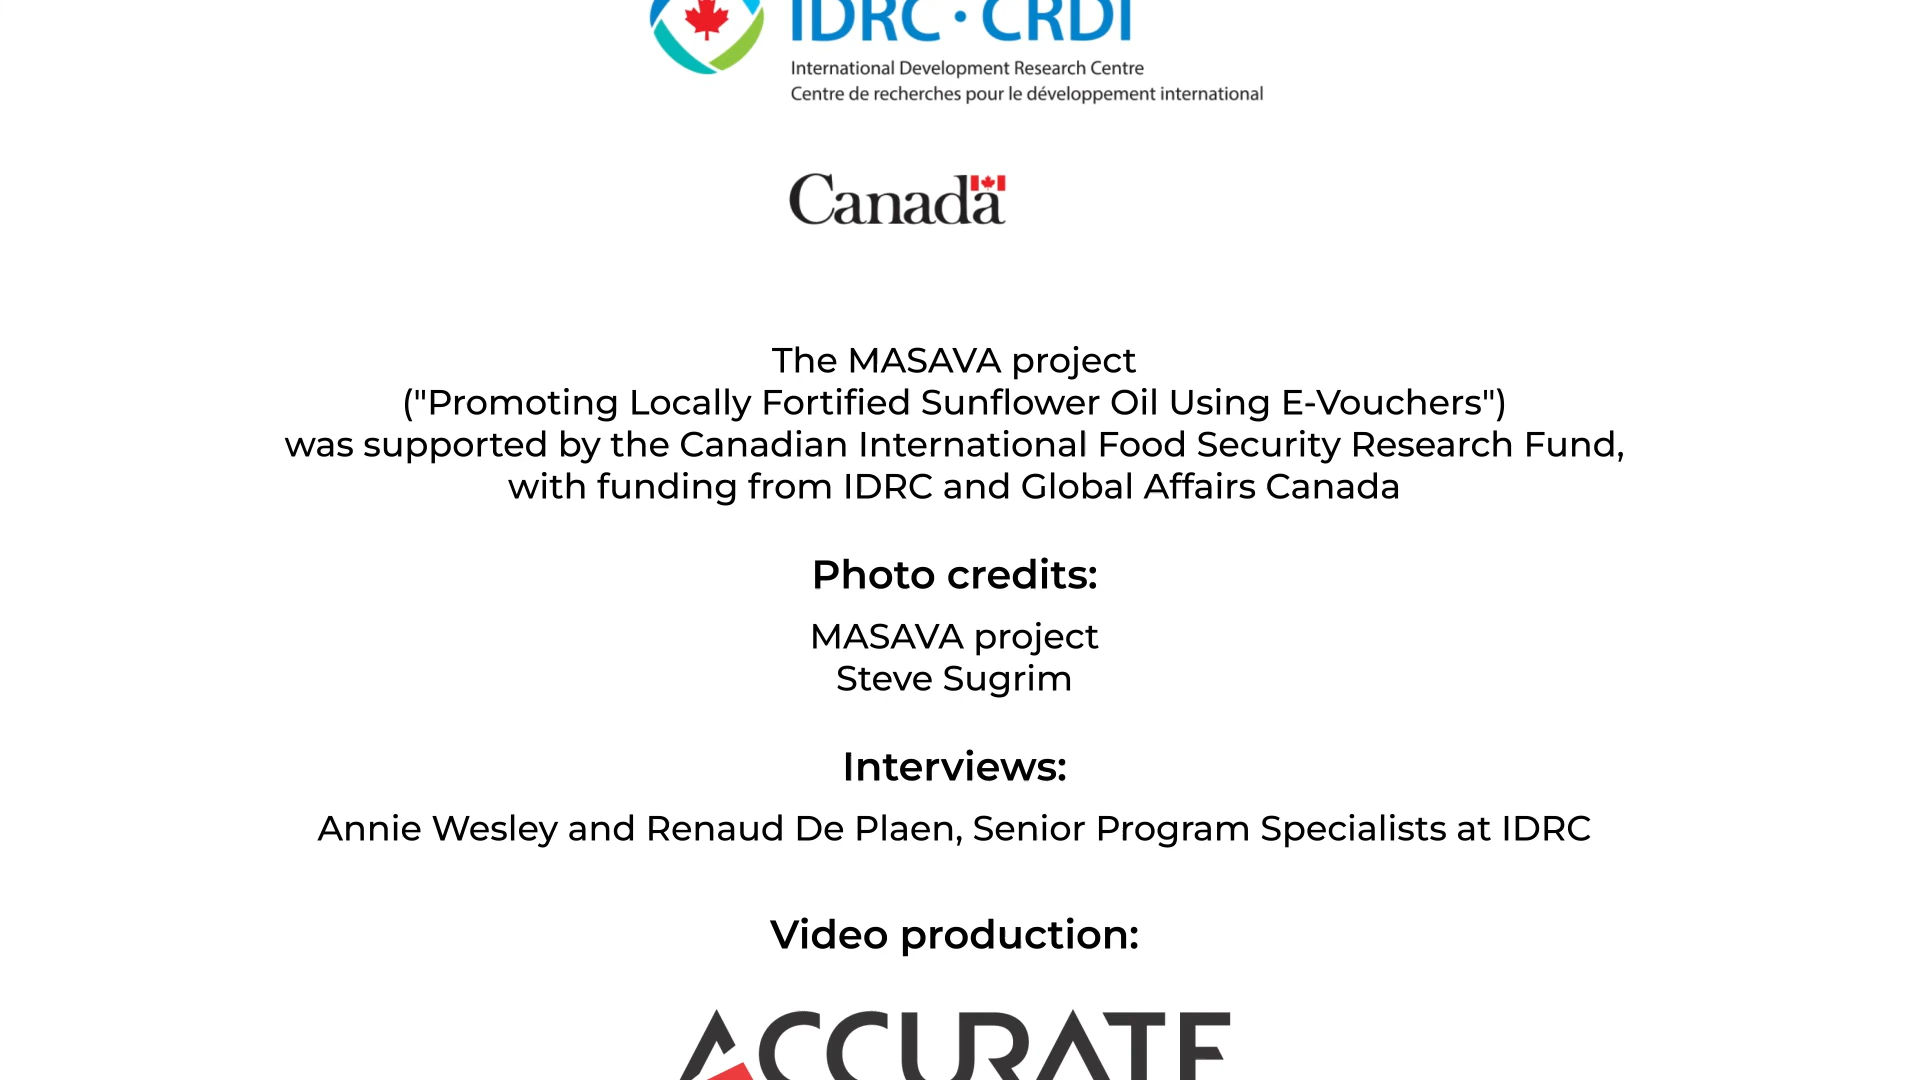 IDRC · CRDI
International Development Research Centre
Centre de recherches pour le développement international
Canada
The MASAVA project
("Promoting Locally Fortified Sunflower Oil Using E-Vouchers")
was supported by the Canadian International Food Security Research Fund,
with funding from IDRC and Global Affairs Canada
Photo credits:
MASAVA project
Steve Sugrim
Interviews:
Annie Wesley and Renaud De Plaen, Senior Program Specialists at IDRC
Video production:
ACCURATE